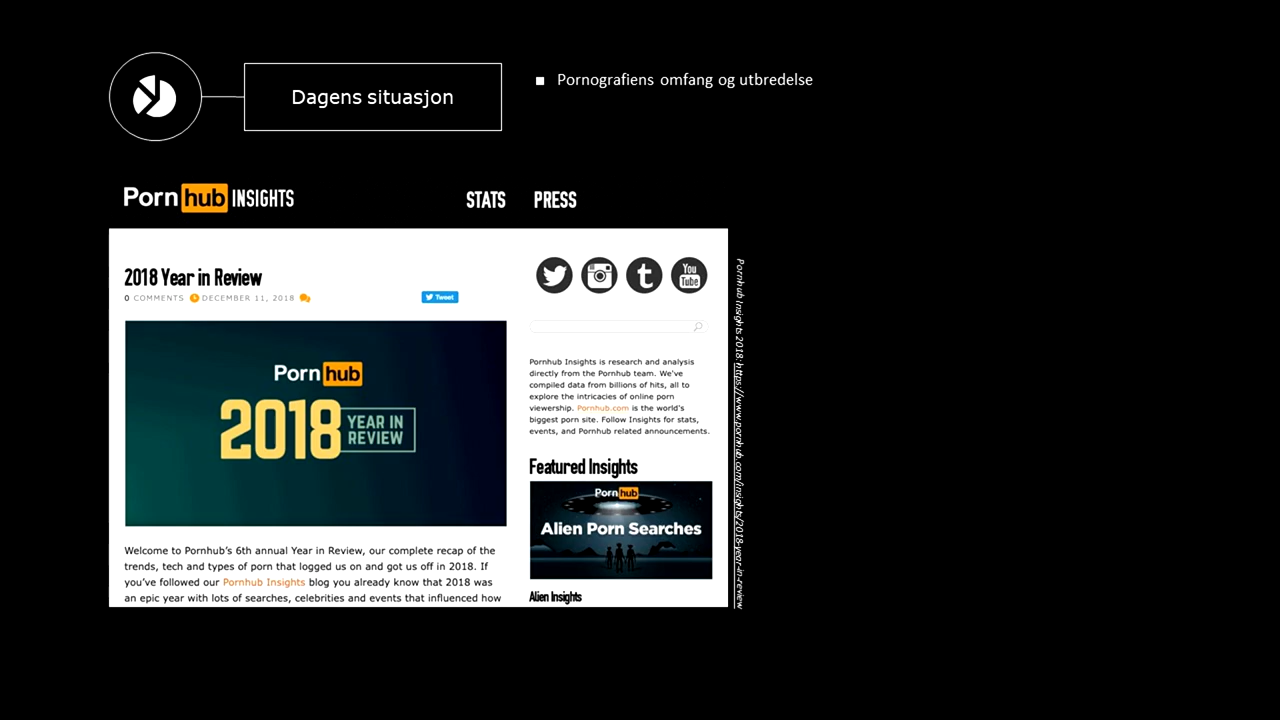 Dagens situasjon
■ Pornografiens omfang og utbredelse
Pornhub INSIGHTS
STATS PRESS
2018 Year in Review
0 COMMENTS DECEMBER 11, 2018
Tweet
You
Tube
Pornhub
2018 YEAR IN
REVIEW
Welcome to Pornhub's 6th annual Year in Review, our complete recap of the
trends, tech and types of porn that logged us on and got us off in 2018. If
you've followed our Pornhub Insights blog you already know that 2018 was
an epic year with lots of searches, celebrities and events that influenced how
Pornhub Insights is research and analysis
directly from the Pornhub team. We've
compiled data from billions of hits, all to
explore the intricacies of online porn
viewership. Pornhub.com is the world's
biggest porn site. Follow Insights for stats,
events, and Pornhub related announcements.
Featured Insights
Pornhub
Alien Porn Searches
Alien Insights
Pornhub Insights 2018: https://www.pornhub.com/insights/2018-year-in-review